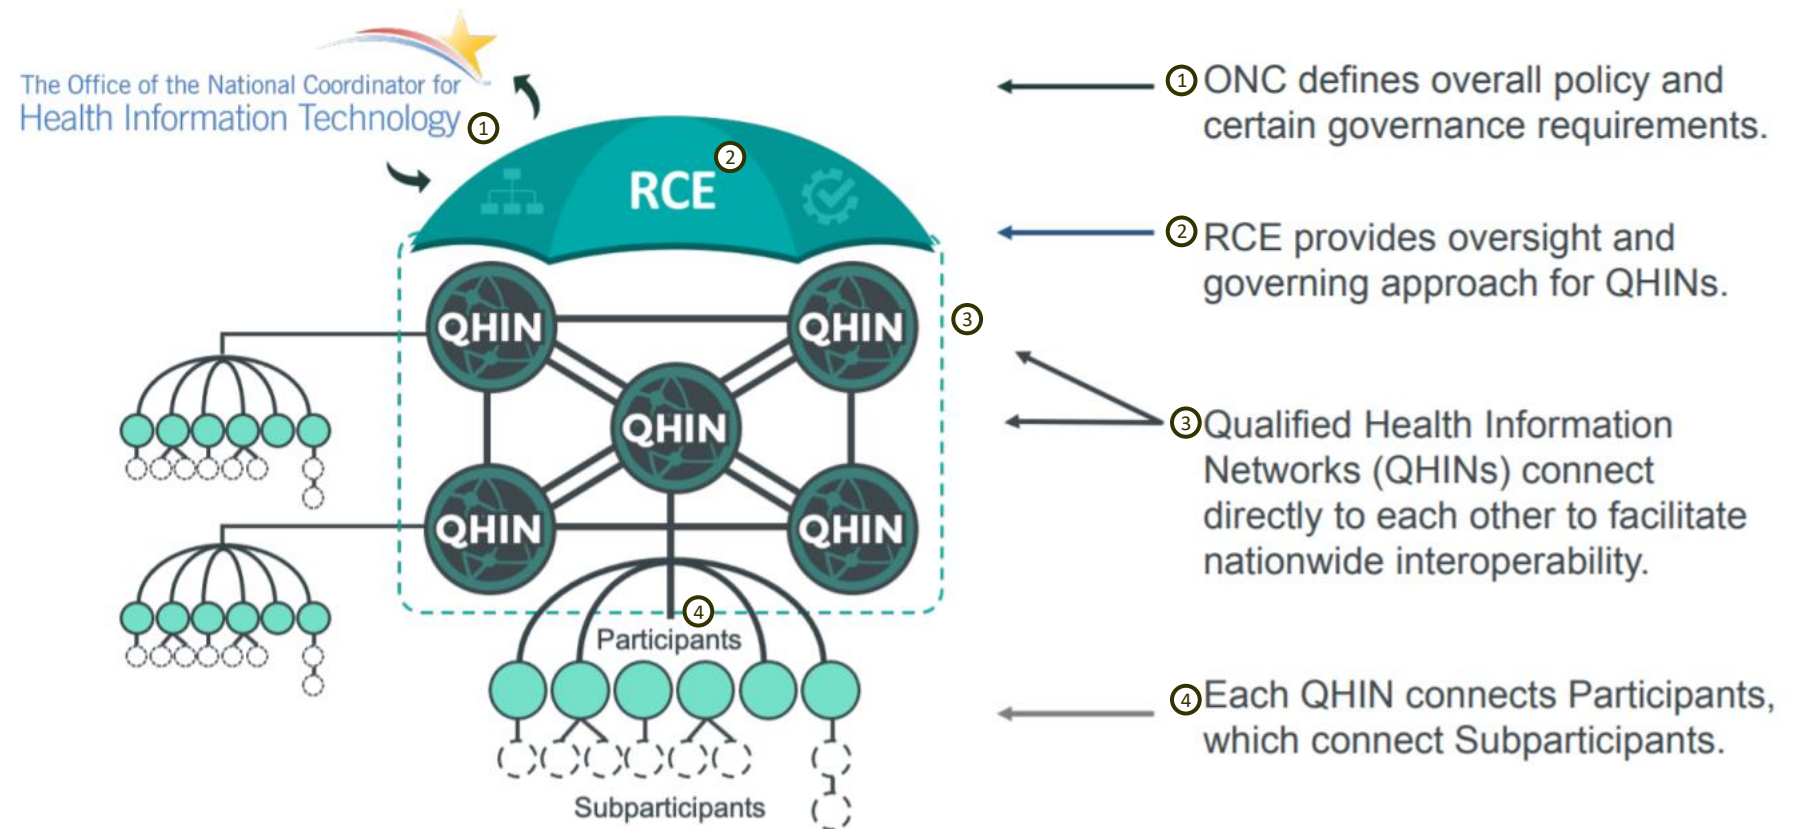 The Office of the National Coordinator for
Health Information Technology
1
RCE
2
QHIN
QHIN
3
QHIN
QHIN
QHIN
4
Participants
Subparticipants
1 ONC defines overall policy and
certain governance requirements.
2 RCE provides oversight and
governing approach for QHINs.
3 Qualified Health Information
Networks (QHINs) connect
directly to each other to facilitate
nationwide interoperability.
4 Each QHIN connects Participants,
which connect Subparticipants.